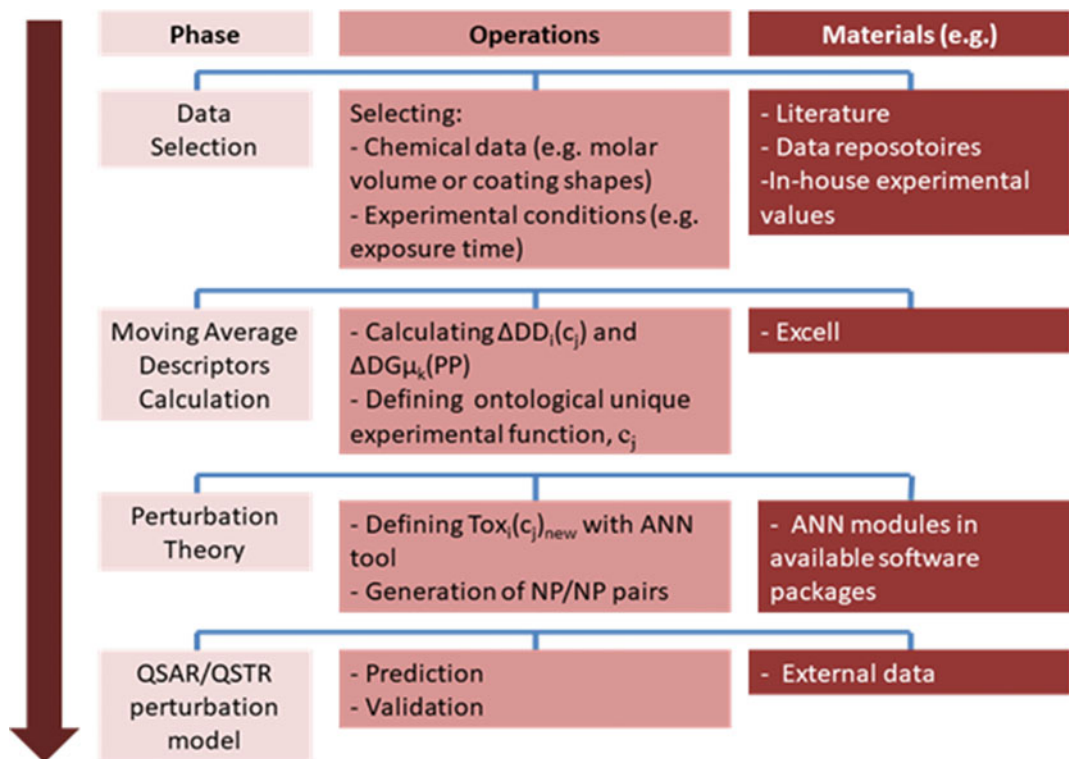 Phase
Operations
Materials (e.g.)
Data
Selection
Selecting:
- Chemical data (e.g. molar
volume or coating shapes)
- Experimental conditions (e.g.
exposure time)
- Literature
- Data reposotoires
-In-house experimental
values
Moving Average
Descriptors
Calculation
- Calculating ΔDDᵢ(cⱼ) and
ΔDGμₖ(PP)
- Defining ontological unique
experimental function, cⱼ
- Excell
Perturbation
Theory
- Defining Toxᵢ(cⱼ)new with ANN
tool
- Generation of NP/NP pairs
- ANN modules in
available software
packages
QSAR/QSTR
perturbation
model
- Prediction
- Validation
- External data